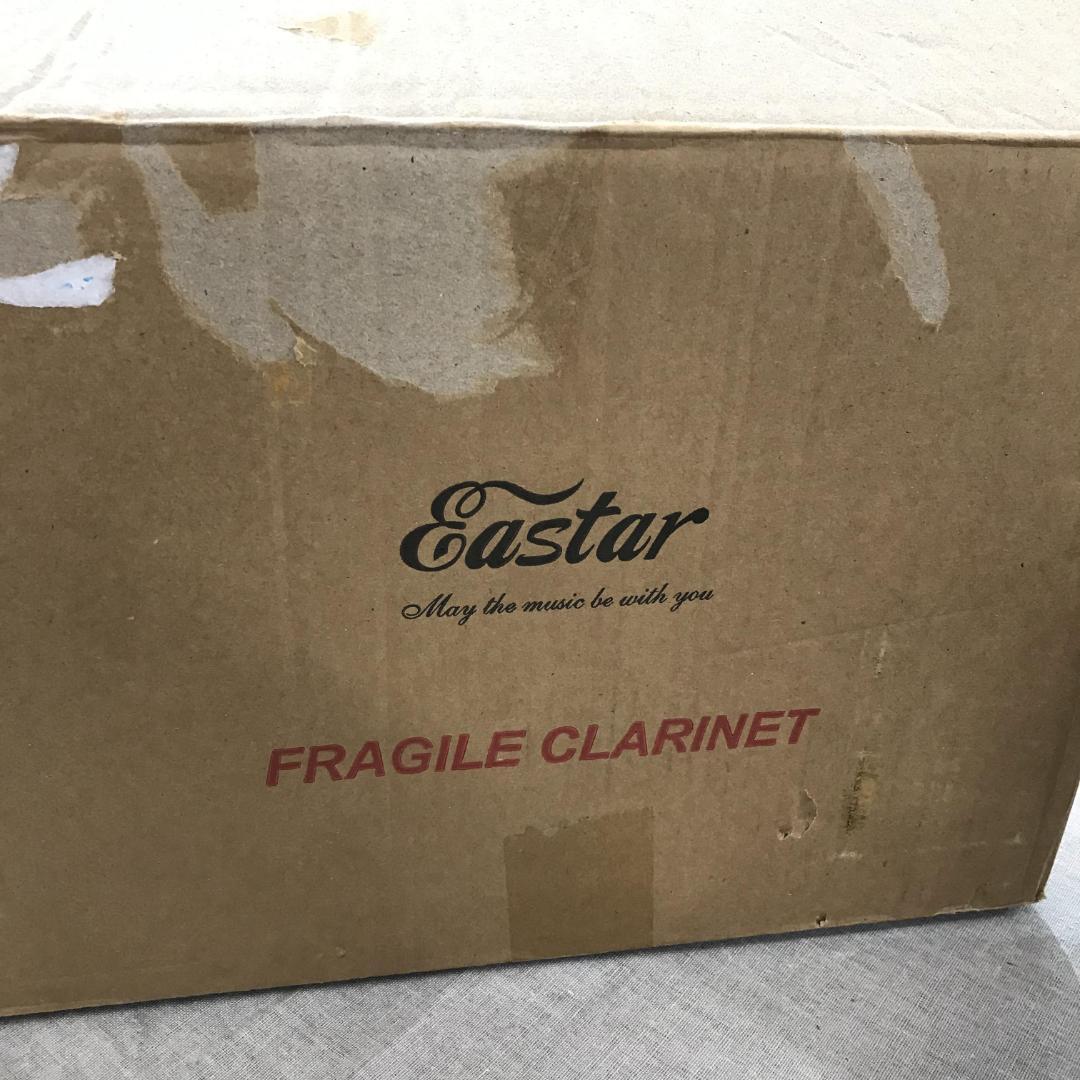 Eastar
May the music be with you
FRAGILE CLARINET